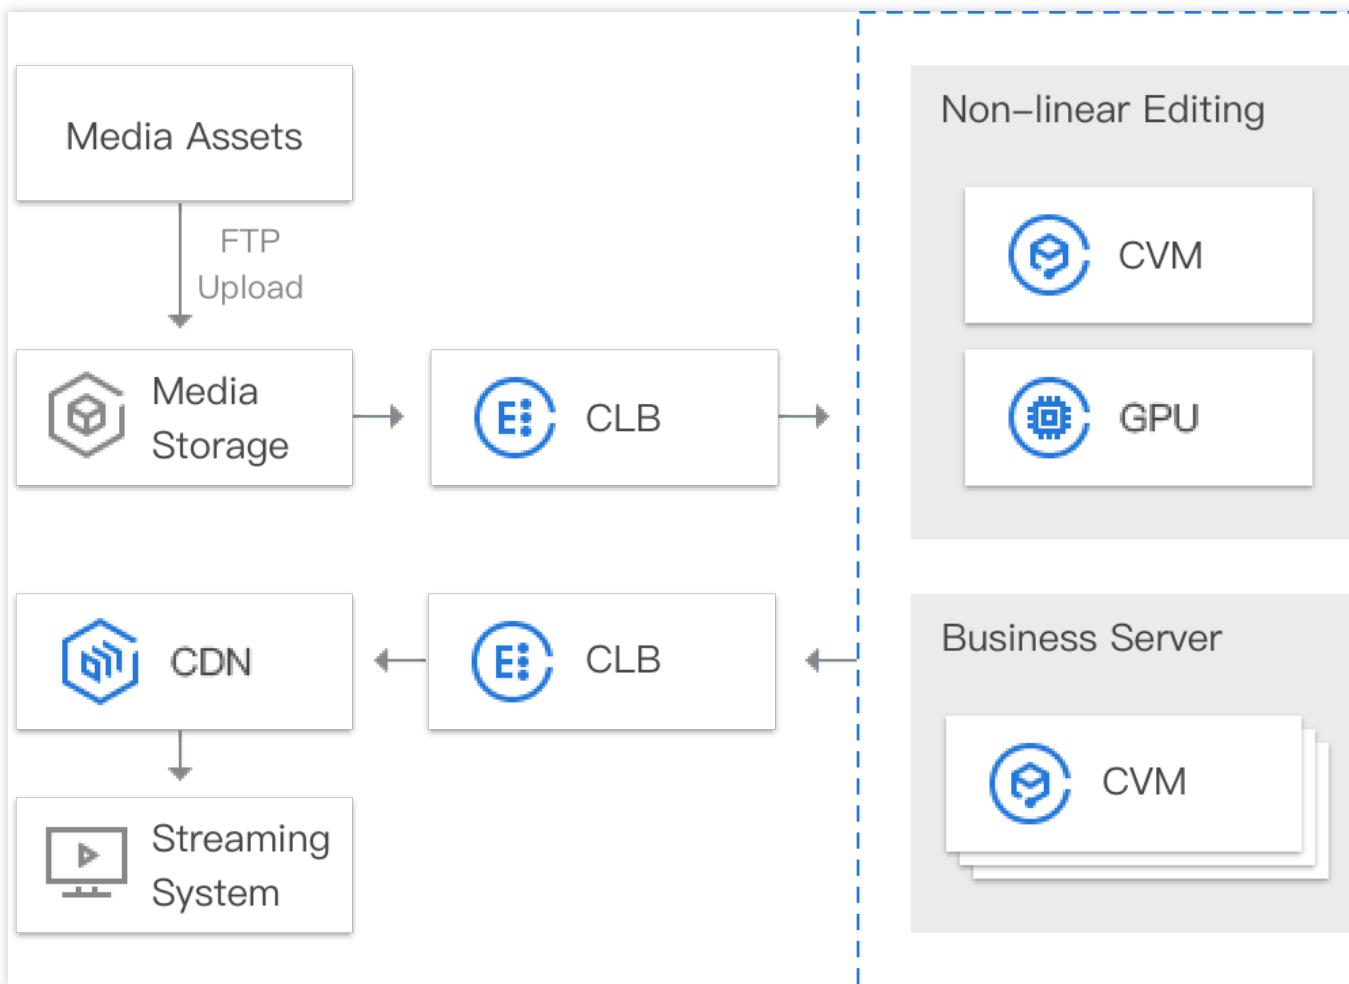 Media Assets
FTP
Upload
Media
Storage
CLB
CDN
CLB
Streaming
System
Non-linear Editing
CVM
GPU
Business Server
CVM